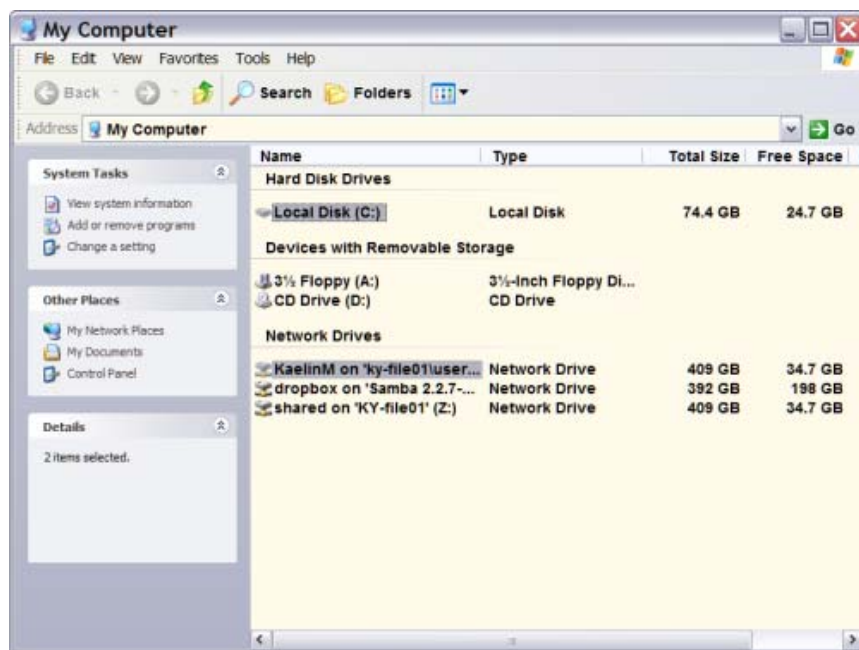 My Computer
File Edit View Favorites Tools Help
Back Search Folders
Address My Computer Go
System Tasks
View system information
Add or remove programs
Change a setting
Other Places
My Network Places
My Documents
Control Panel
Details
2 items selected.
Name Type Total Size Free Space
Hard Disk Drives
Local Disk (C:) Local Disk 74.4 GB 24.7 GB
Devices with Removable Storage
3½ Floppy (A:) 3½-Inch Floppy Di...
CD Drive (D:) CD Drive
Network Drives
KaelinM on 'ky-file01\user... Network Drive 409 GB 34.7 GB
dropbox on 'Samba 2.2.7-... Network Drive 392 GB 198 GB
shared on 'KY-file01' (Z:) Network Drive 409 GB 34.7 GB